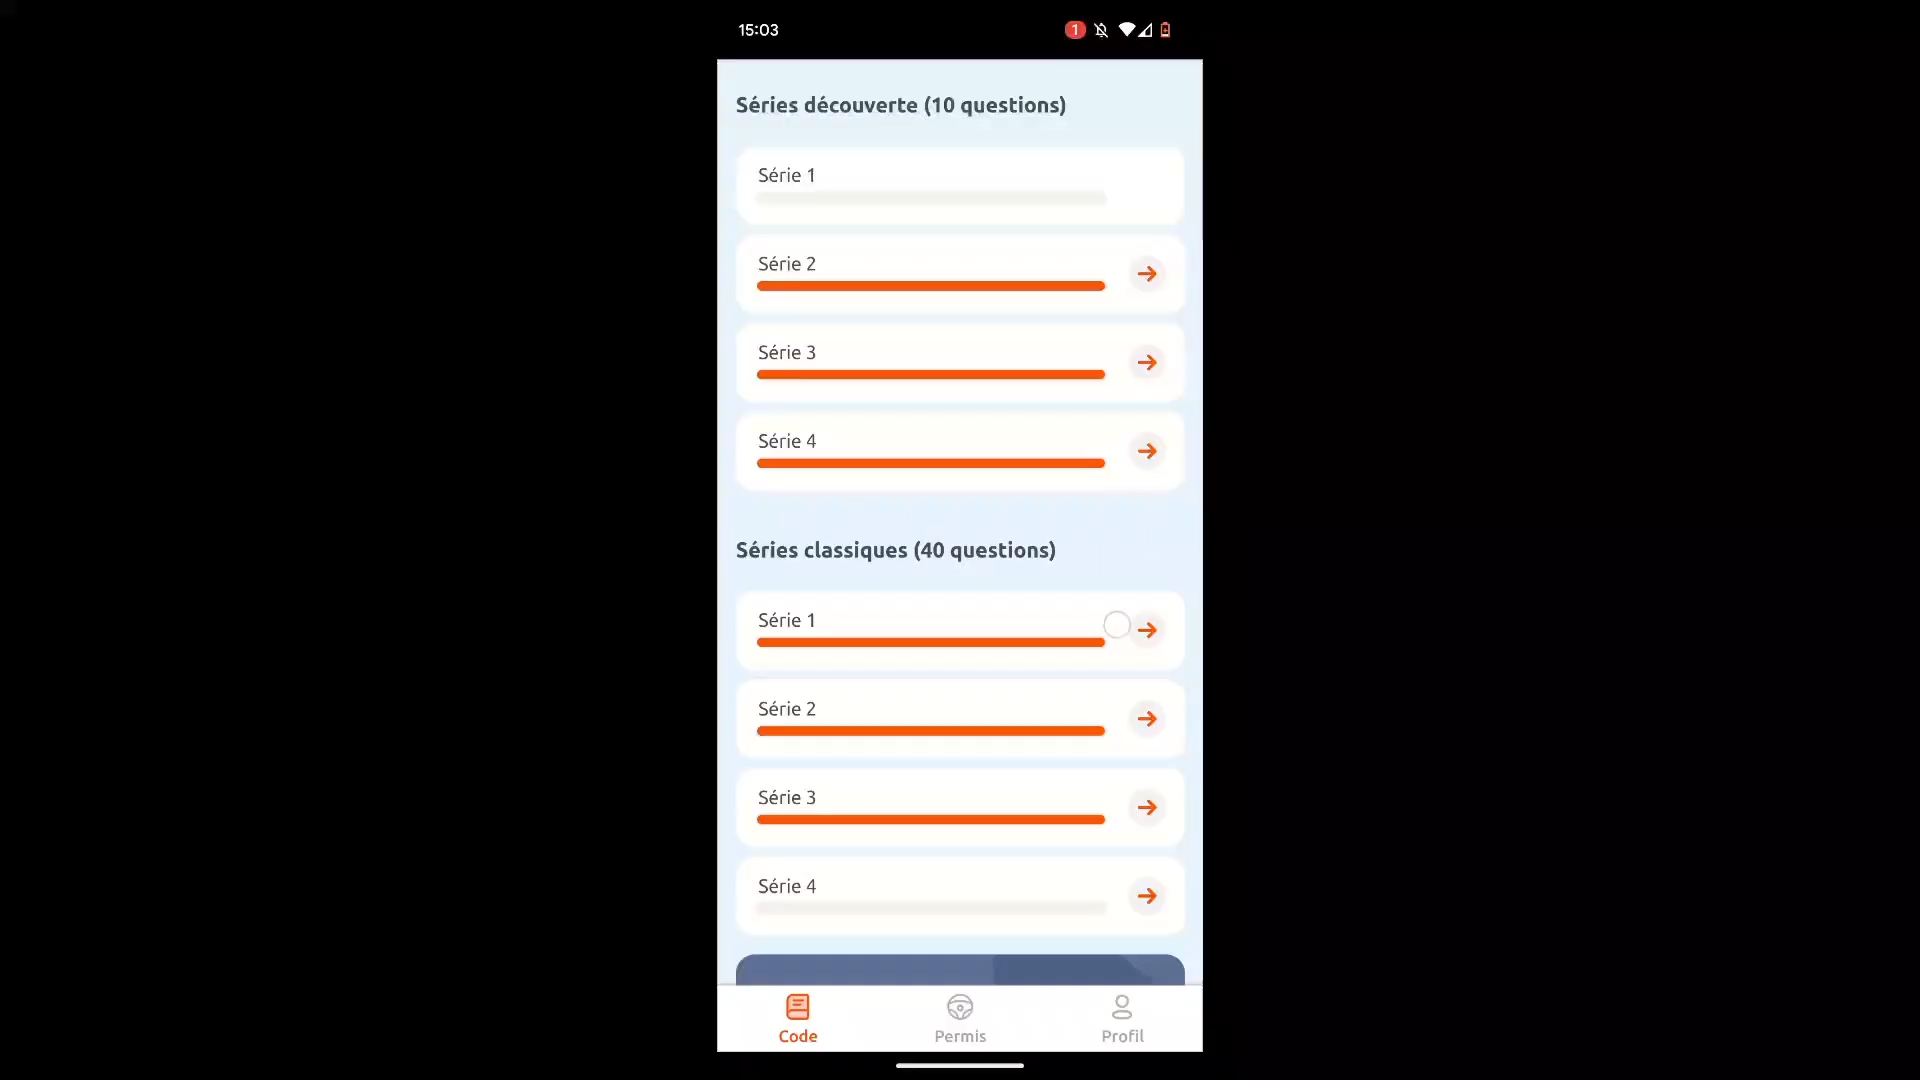 15:03
1
Séries découverte (10 questions)
Série 1
Série 2
Série 3
Série 4
Séries classiques (40 questions)
Série 1
Série 2
Série 3
Série 4
Code
Permis
Profil